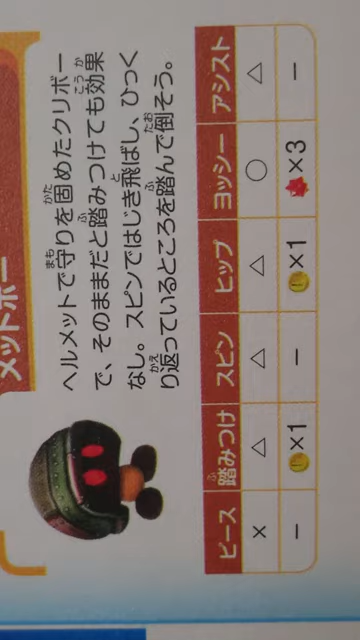 メットボー
ヘルメットで守りを固めたクリボー
で、そのままだと踏みつけても効果
なし。スピンではじき飛ばし、ひっく
り返っているところを踏んで倒そう。
ピース 踏みつけ スピン ヒップ ヨッシー アシスト
× △ △ △ ○ △
− ×1 − ×1 ×3 −